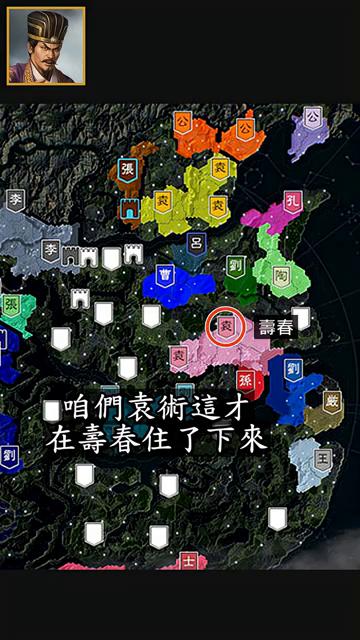 公
公
公
張
袁
袁
袁
孔
李
李
呂
曹
劉
陶
張
袁
壽春
袁
孫
劉
咱們袁術這才
嚴
在壽春住了下來
劉
王
士